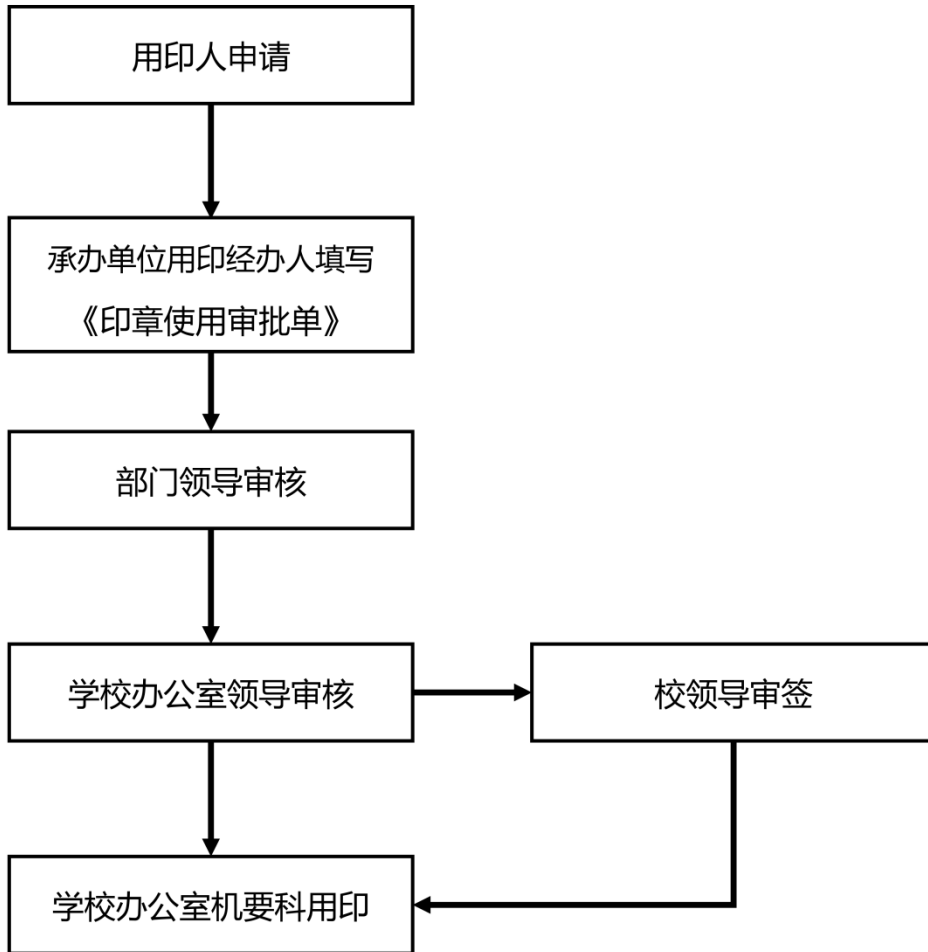 用印人申请
承办单位用印经办人填写
《印章使用审批单》
部门领导审核
学校办公室领导审核
校领导审签
学校办公室机要科用印